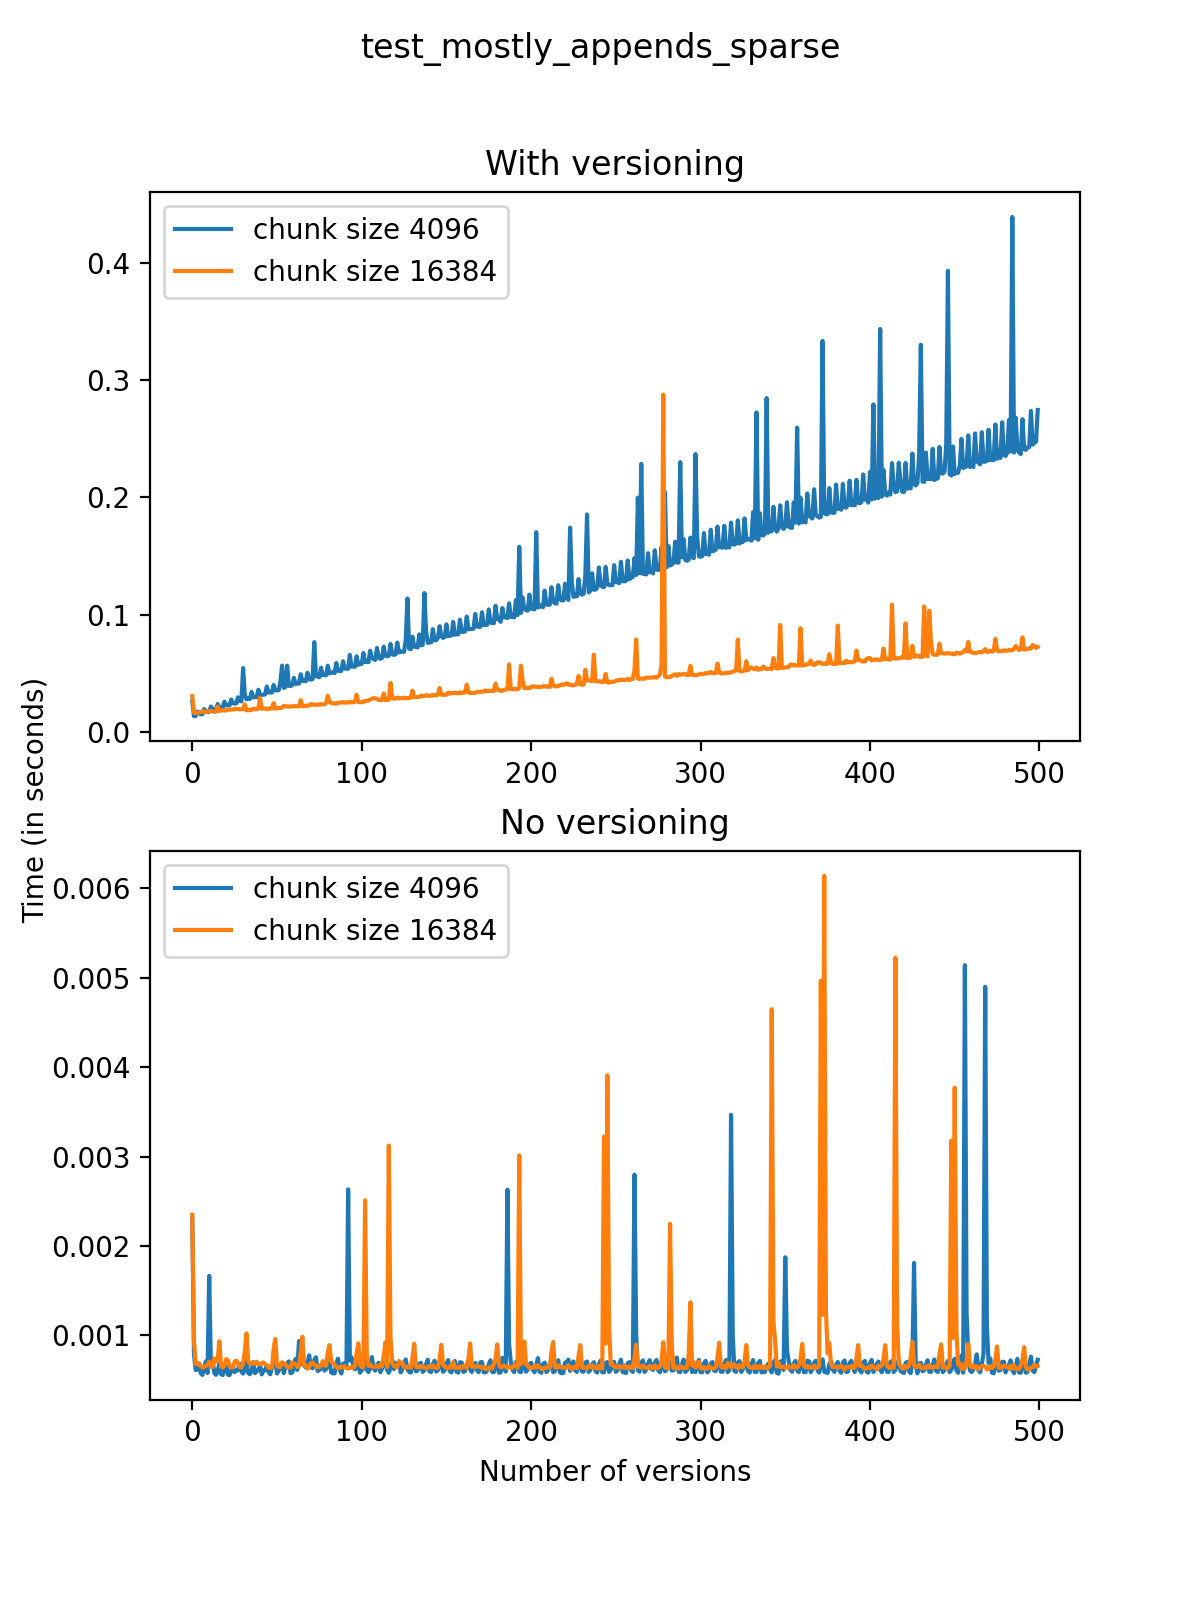 test_mostly_appends_sparse
With versioning
chunk size 4096
chunk size 16384
0.4
0.3
0.2
0.1
0.0
0 100 200 300 400 500
Time (in seconds)
No versioning
chunk size 4096
chunk size 16384
0.006
0.005
0.004
0.003
0.002
0.001
0 100 200 300 400 500
Number of versions